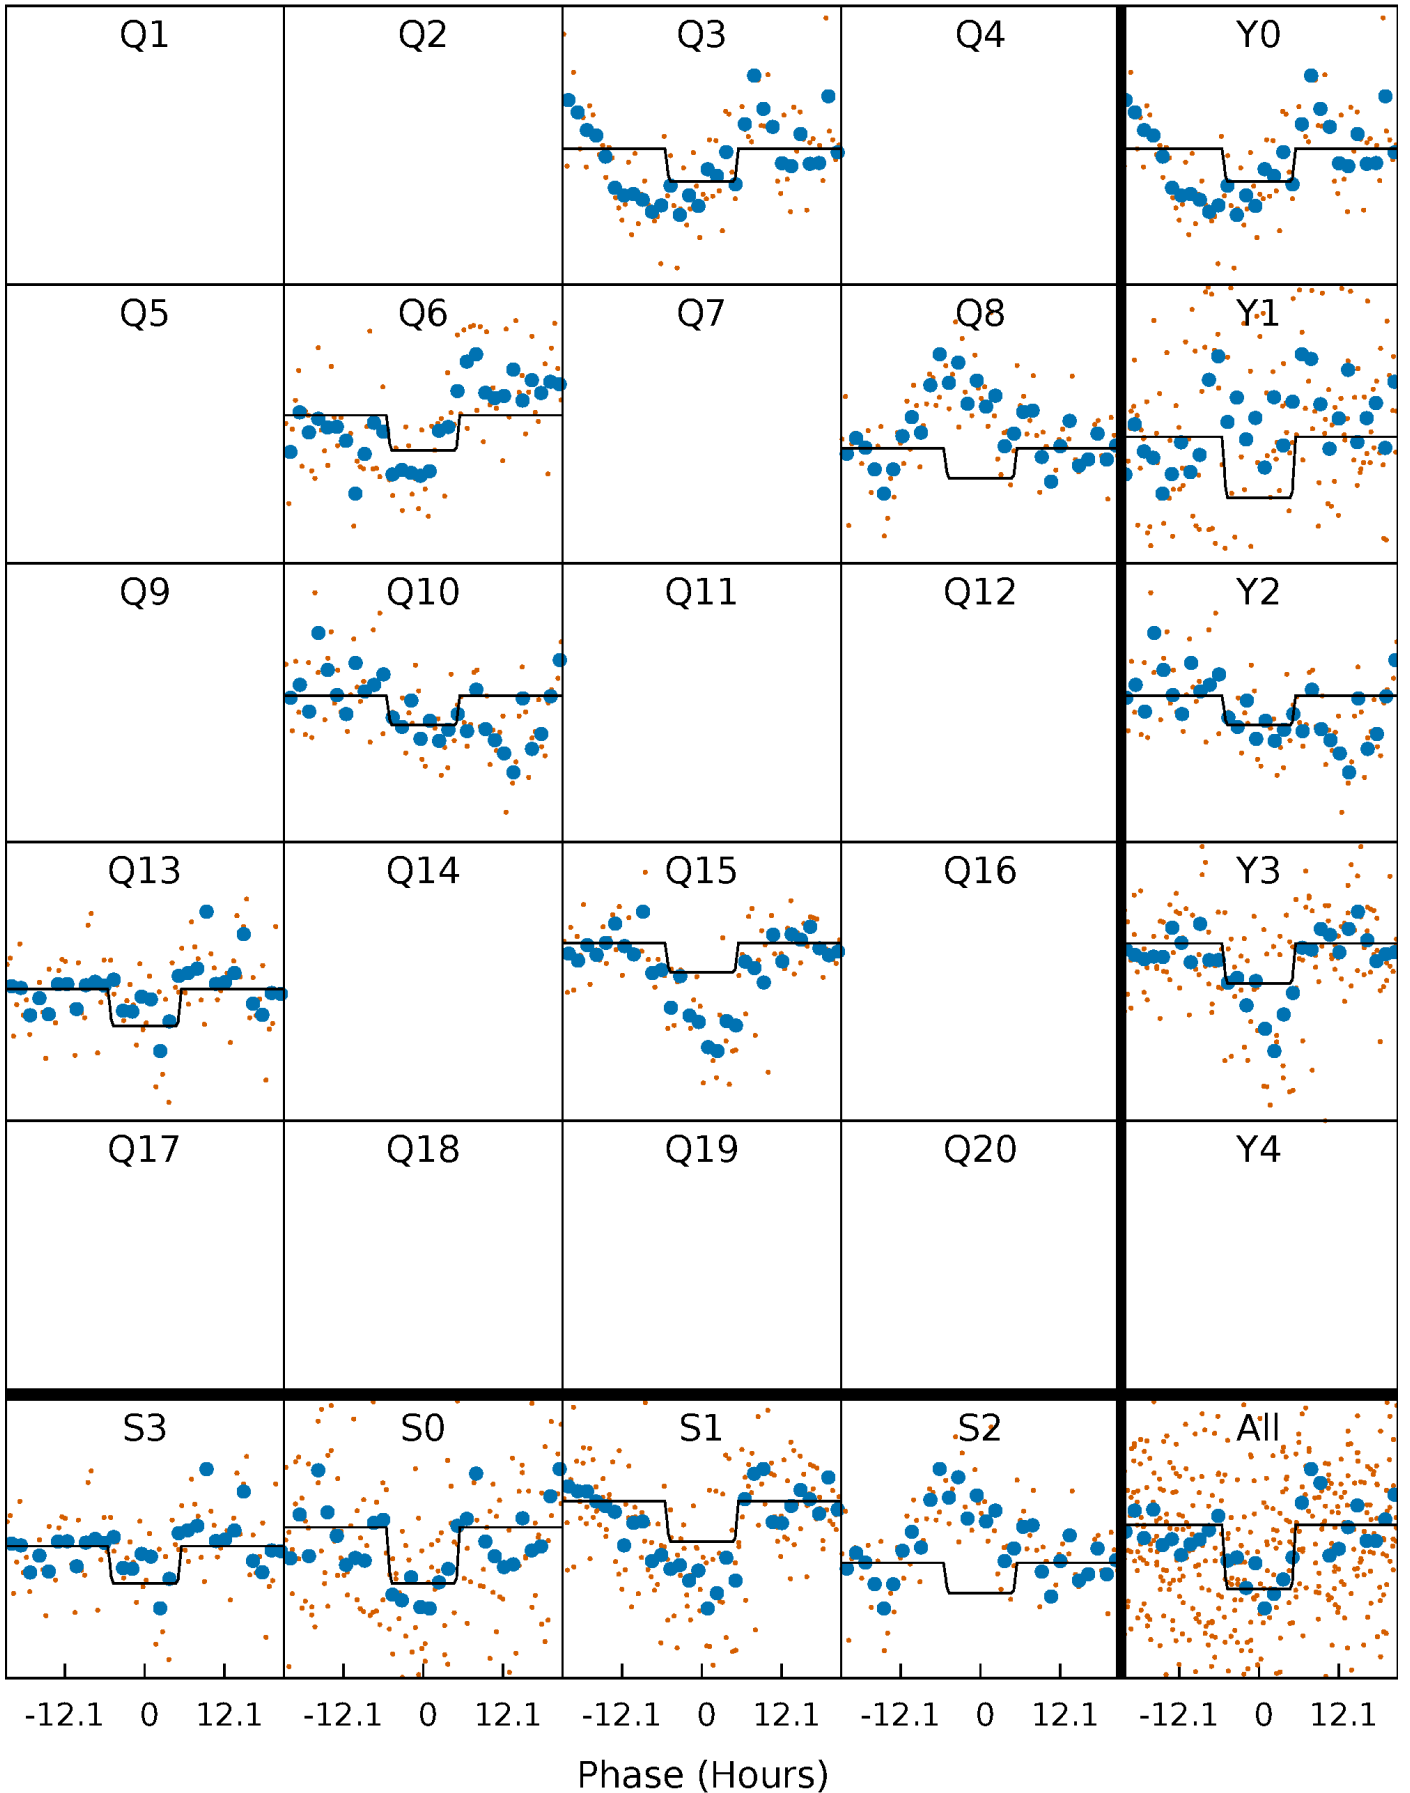 Q1 Q2 Q3 Q4 Y0
Q5 Q6 Q7 Q8 Y1
Q9 Q10 Q11 Q12 Y2
Q13 Q14 Q15 Q16 Y3
Q17 Q18 Q19 Q20 Y4
S3 S0 S1 S2 All
-12.1 0 12.1 -12.1 0 12.1 -12.1 0 12.1 -12.1 0 12.1 -12.1 0 12.1
Phase (Hours)